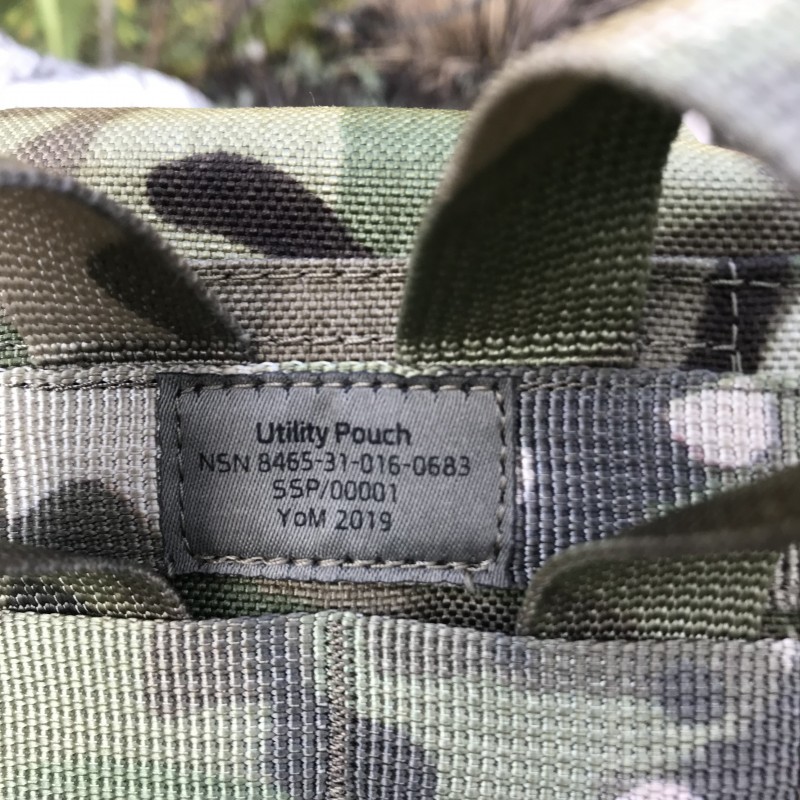 Utility Pouch
NSN 8465-31-016-0683
SSP/00001
YoM 2019